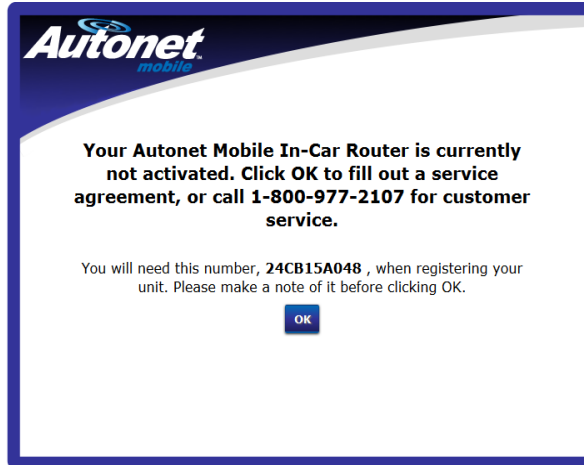 Autonet
mobile
Your Autonet Mobile In-Car Router is currently
not activated. Click OK to fill out a service
agreement, or call 1-800-977-2107 for customer
service.
You will need this number, 24CB15A048 , when registering your
unit. Please make a note of it before clicking OK.
OK